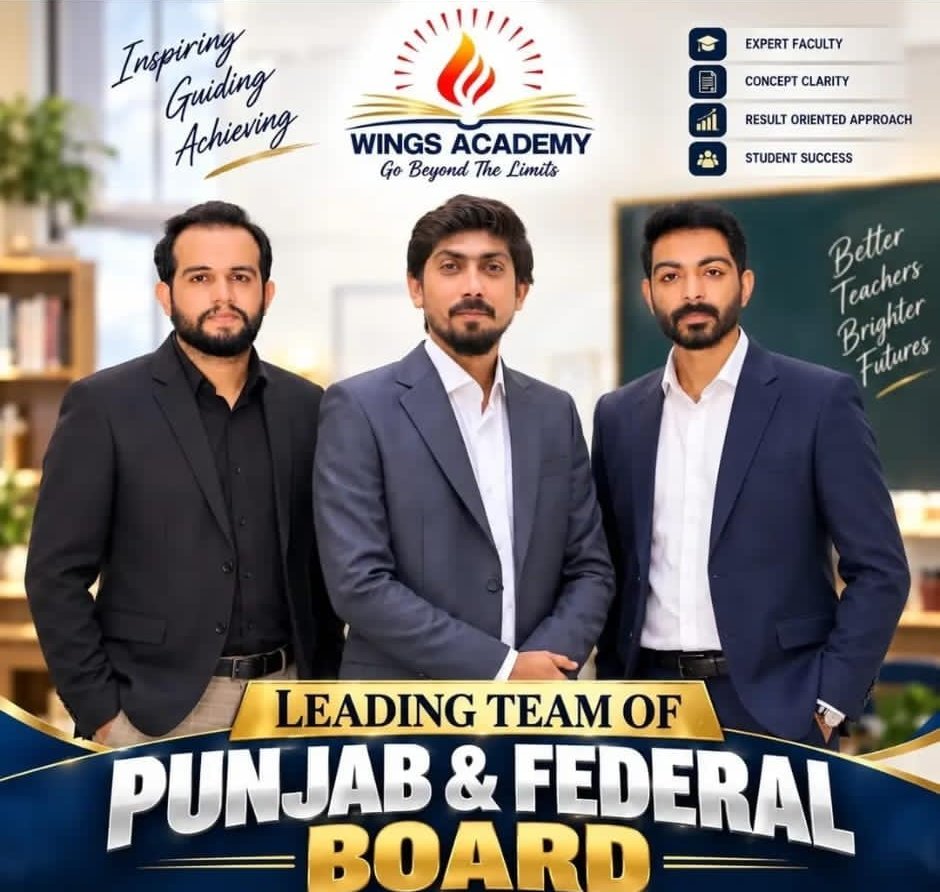 Inspiring
Guiding
Achieving
WINGS ACADEMY
Go Beyond The Limits
EXPERT FACULTY
CONCEPT CLARITY
RESULT ORIENTED APPROACH
STUDENT SUCCESS
Better
Teachers
Brighter
Futures
LEADING TEAM OF
PUNJAB & FEDERAL
BOARD